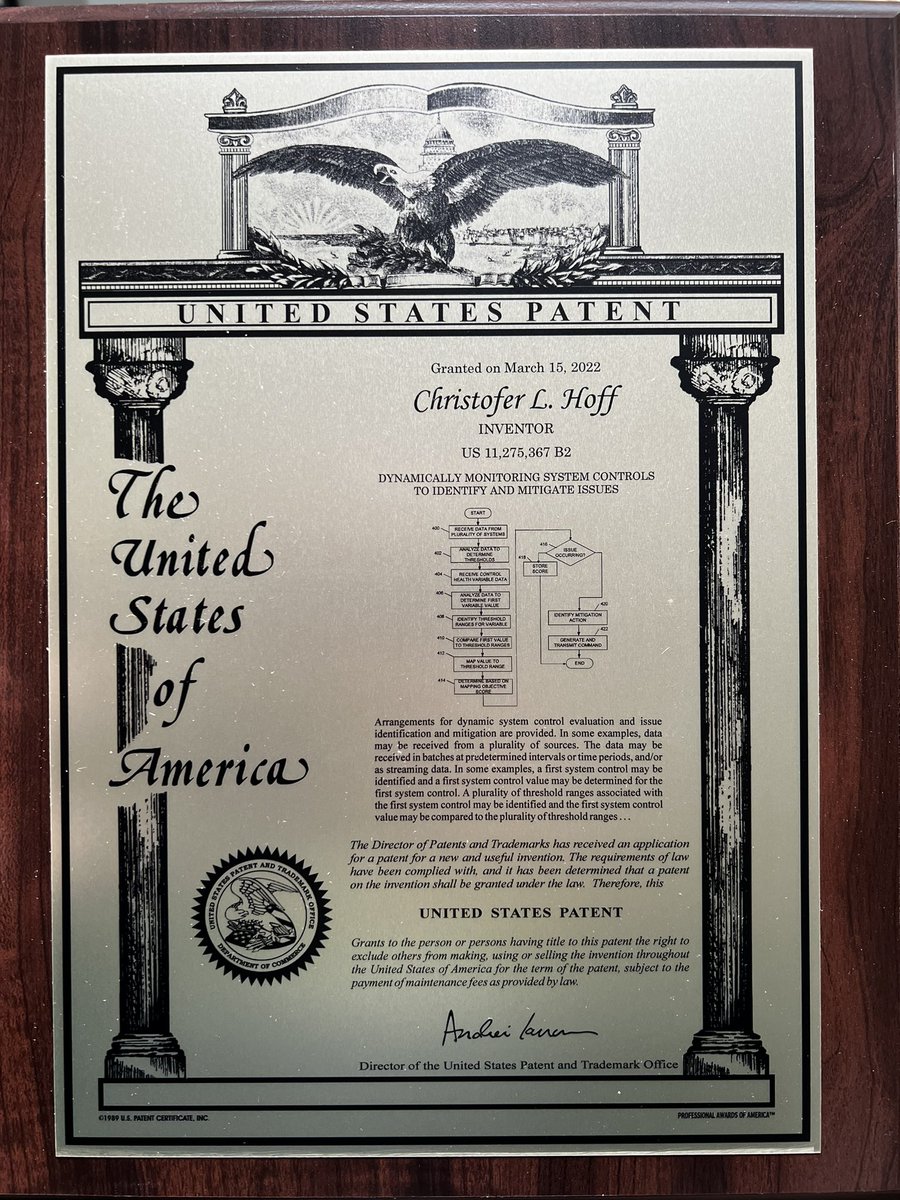 UNITED STATES PATENT
Granted on March 15, 2022
Christofer L. Hoff
INVENTOR
US 11,275,367 B2
DYNAMICALLY MONITORING SYSTEM CONTROLS
TO IDENTIFY AND MITIGATE ISSUES
The
United
States
of
America
START
400
RECEIVE DATA FROM
PLURALITY OF SYSTEMS
402
ANALYZE DATA TO
DETERMINE
THRESHOLDS
404
RECEIVE CONTROL
HEALTH VARIABLE DATA
406
ANALYZE DATA TO
DETERMINE FIRST
VARIABLE VALUE
408
IDENTIFY THRESHOLD
RANGES FOR VARIABLE
410
COMPARE FIRST VALUE
TO THRESHOLD RANGES
412
MAP VALUE TO
THRESHOLD RANGE
414
DETERMINE BASED ON
MAPPING OBJECTIVE
SCORE
416
ISSUE
OCCURRING?
418
STORE
SCORE
420
IDENTIFY MITIGATION
ACTION
422
GENERATE AND
TRANSMIT COMMAND
END
Arrangements for dynamic system control evaluation and issue
identification and mitigation are provided. In some examples, data
may be received from a plurality of sources. The data may be
received in batches at predetermined intervals or time periods, and/or
as streaming data. In some examples, a first system control may be
identified and a first system control value may be determined for the
first system control. A plurality of threshold ranges associated with
the first system control may be identified and the first system control
value may be compared to the plurality of threshold ranges . . .
The Director of Patents and Trademarks has received an application
for a patent for a new and useful invention. The requirements of law
have been complied with, and it has been determined that a patent
on the invention shall be granted under the law. Therefore, this
UNITED STATES PATENT
Grants to the person or persons having title to this patent the right to
exclude others from making, using or selling the invention throughout
the United States of America for the term of the patent, subject to the
payment of maintenance fees as provided by law.
UNITED STATES PATENT AND TRADEMARK OFFICE
DEPARTMENT OF COMMERCE
Andrei Iancu
Director of the United States Patent and Trademark Office
©1989 U.S. PATENT CERTIFICATE, INC.
PROFESSIONAL AWARDS OF AMERICA™